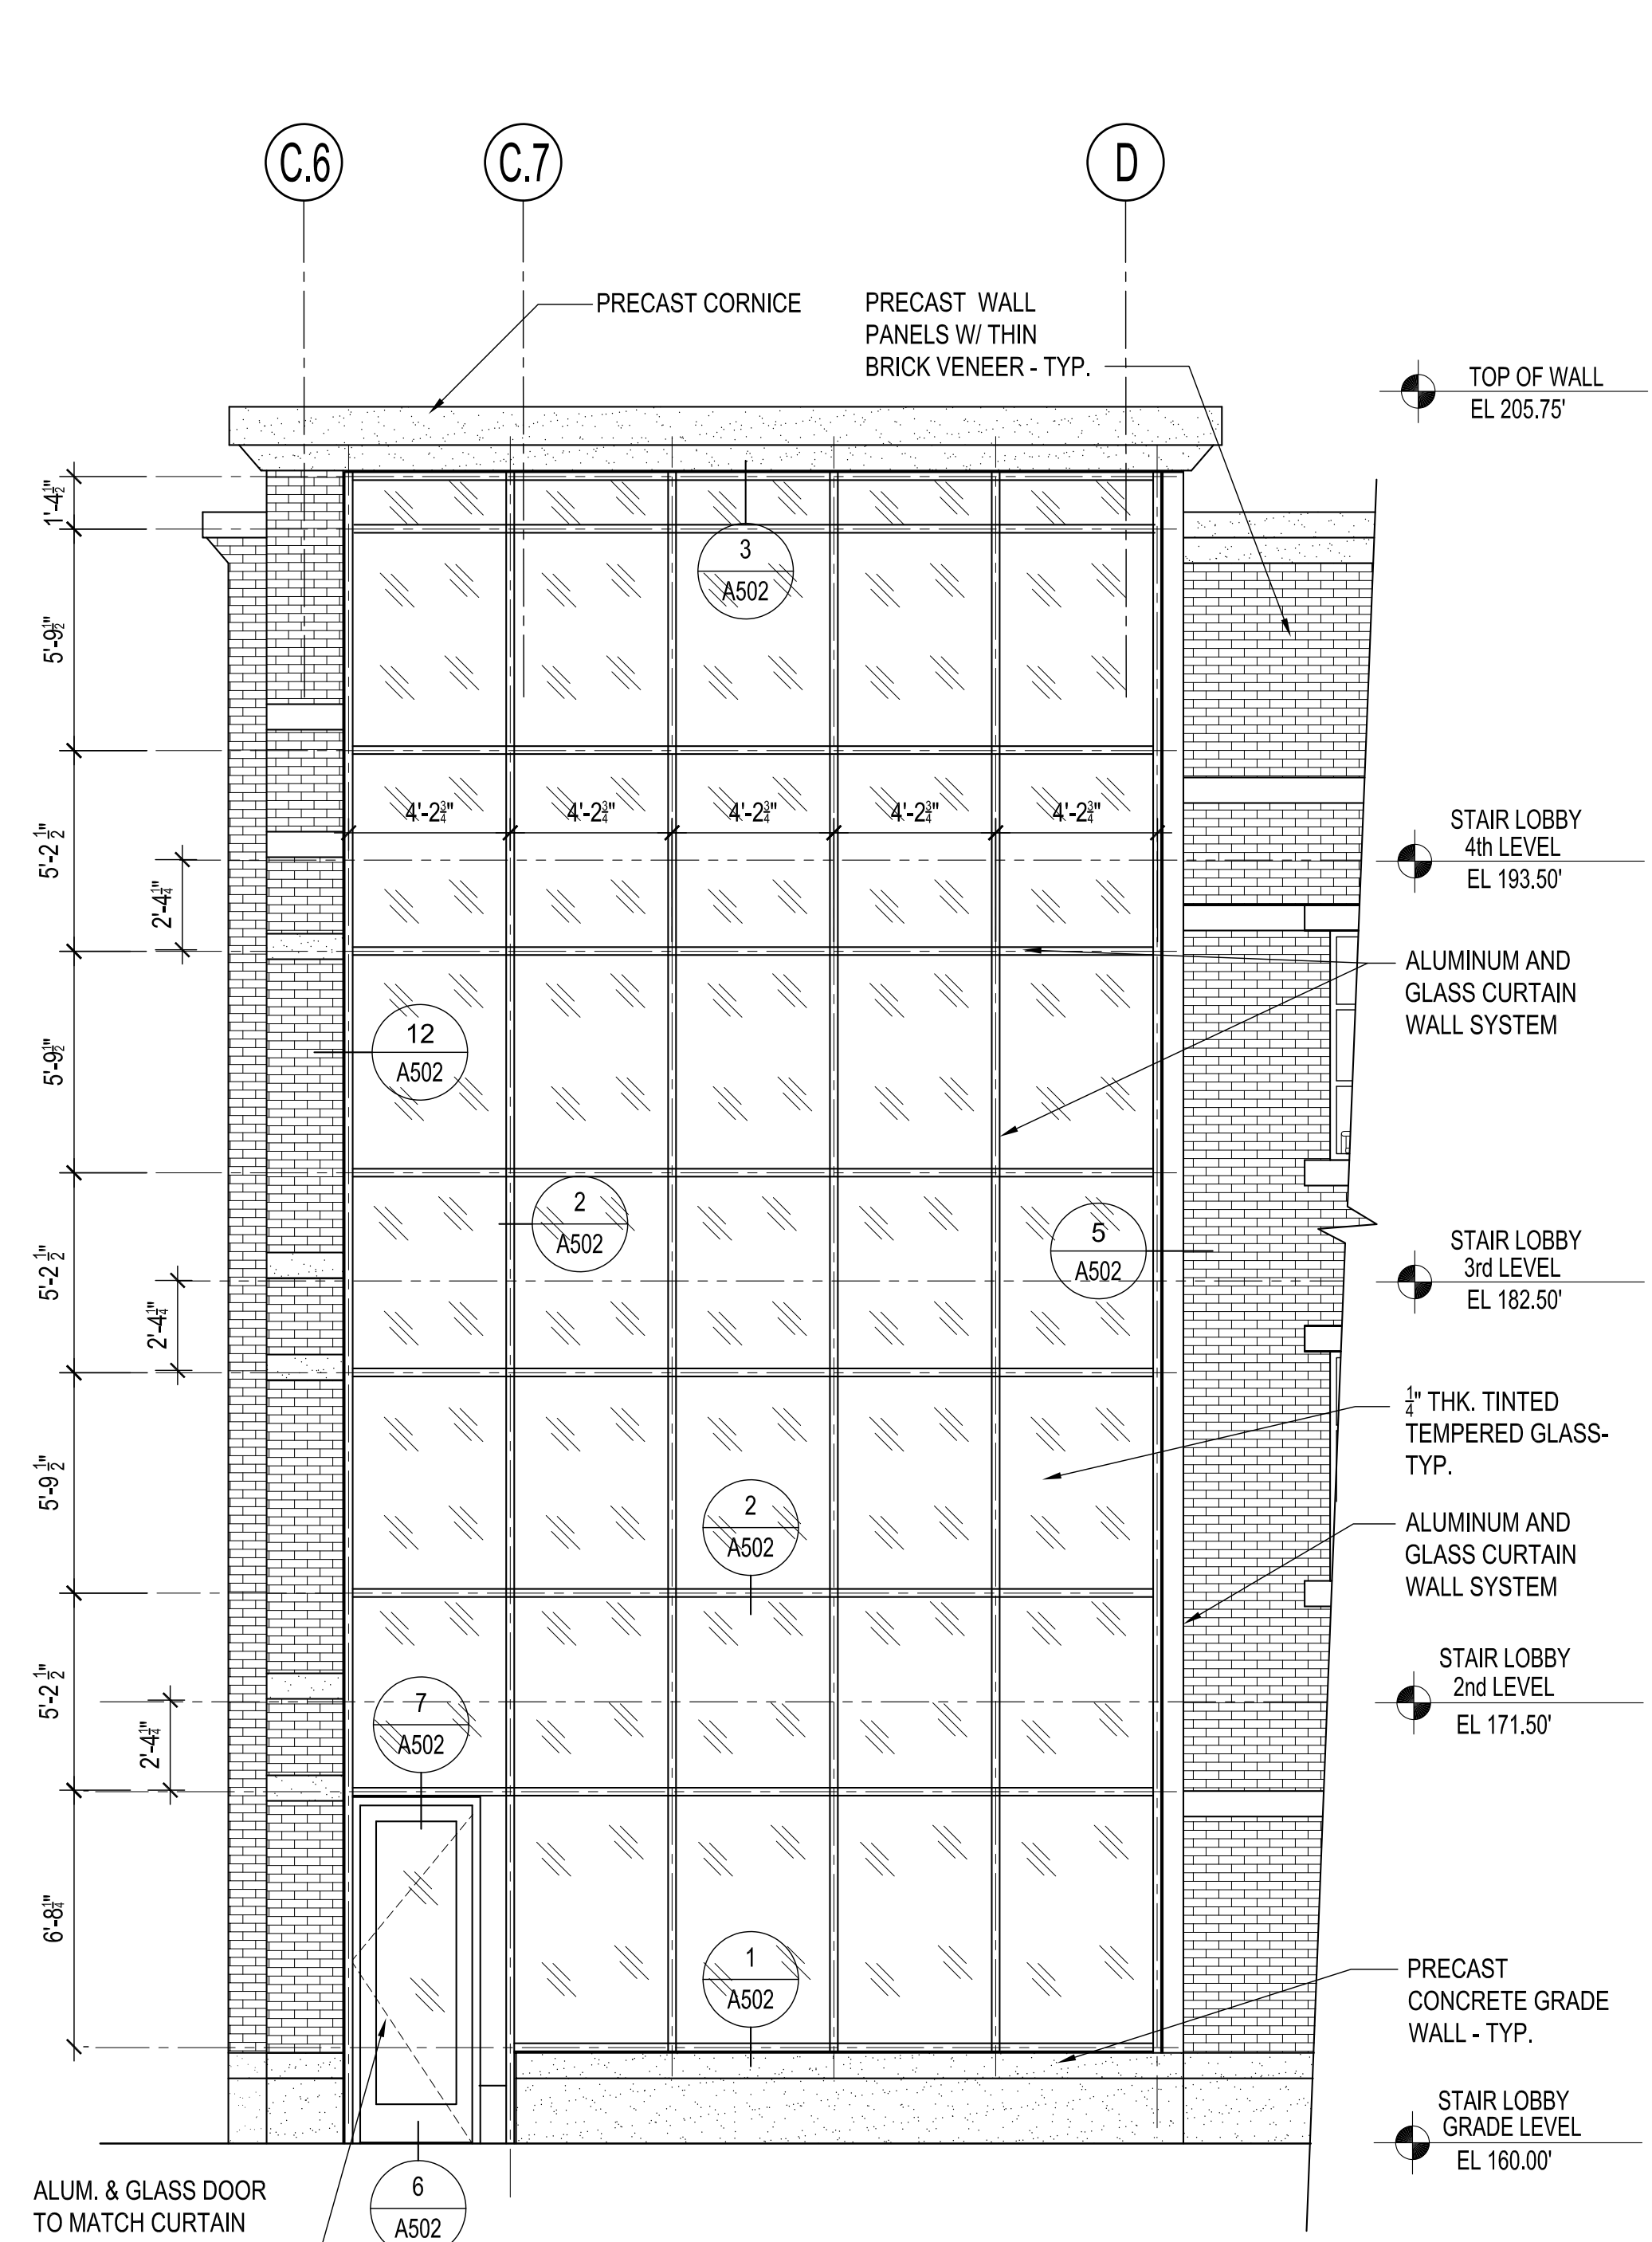 C.6
C.7
D
PRECAST CORNICE
PRECAST WALL
PANELS W/ THIN
BRICK VENEER - TYP.
TOP OF WALL
EL 205.75'
1'-4½"
5'-9½"
5'-2½"
2'-4¼"
5'-9½"
5'-2½"
2'-4¼"
5'-9½"
5'-2½"
2'-4¼"
6'-8¼"
3
A502
4'-2¾"
4'-2¾"
4'-2¾"
4'-2¾"
4'-2¾"
STAIR LOBBY
4th LEVEL
EL 193.50'
ALUMINUM AND
GLASS CURTAIN
WALL SYSTEM
12
A502
2
A502
5
A502
STAIR LOBBY
3rd LEVEL
EL 182.50'
¼" THK. TINTED
TEMPERED GLASS-
TYP.
2
A502
ALUMINUM AND
GLASS CURTAIN
WALL SYSTEM
7
A502
STAIR LOBBY
2nd LEVEL
EL 171.50'
1
A502
PRECAST
CONCRETE GRADE
WALL - TYP.
STAIR LOBBY
GRADE LEVEL
EL 160.00'
6
A502
ALUM. & GLASS DOOR
TO MATCH CURTAIN